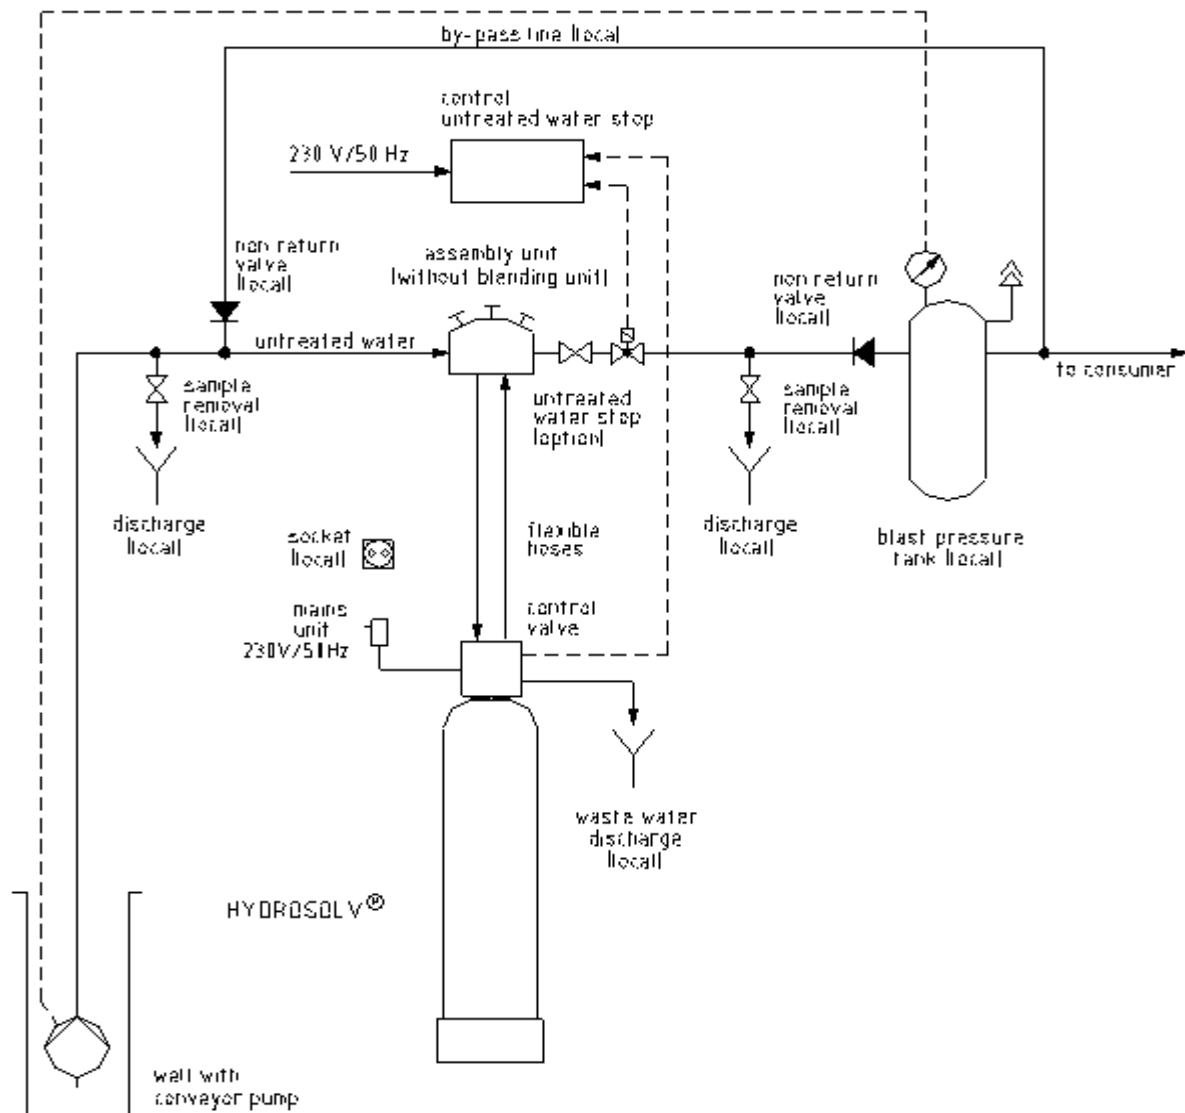 by-pass line (local)
control
untreated water stop
230 V/50 Hz
non return
valve
(local)
assembly unit
(without blending unit)
non return
valve
(local)
untreated water
to consumer
sample
removal
(local)
untreated
water stop
(option)
sample
removal
(local)
discharge
(local)
socket
(local)
flexible
hoses
discharge
(local)
blast pressure
tank (local)
mains
unit
230V/50Hz
control
valve
waste water
discharge
(local)
HYDROSOLV®
well with
conveyor pump